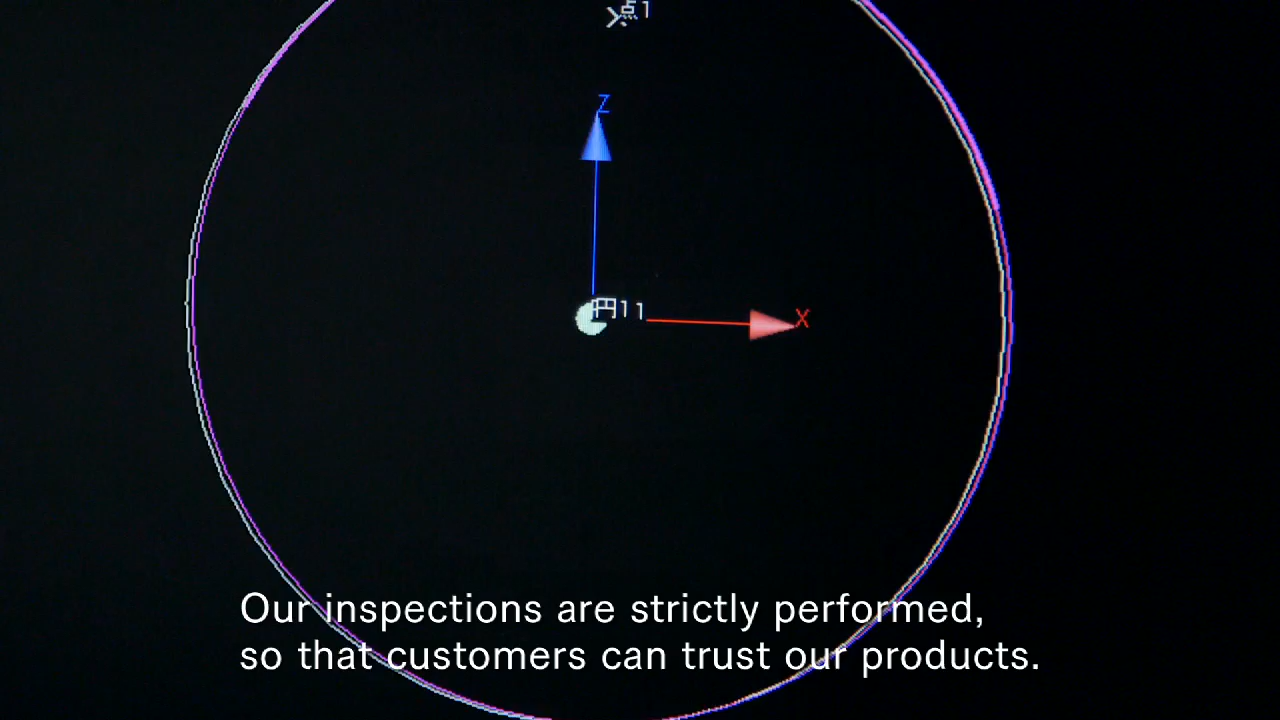 点1
Z
円11
X
Our inspections are strictly performed,
so that customers can trust our products.